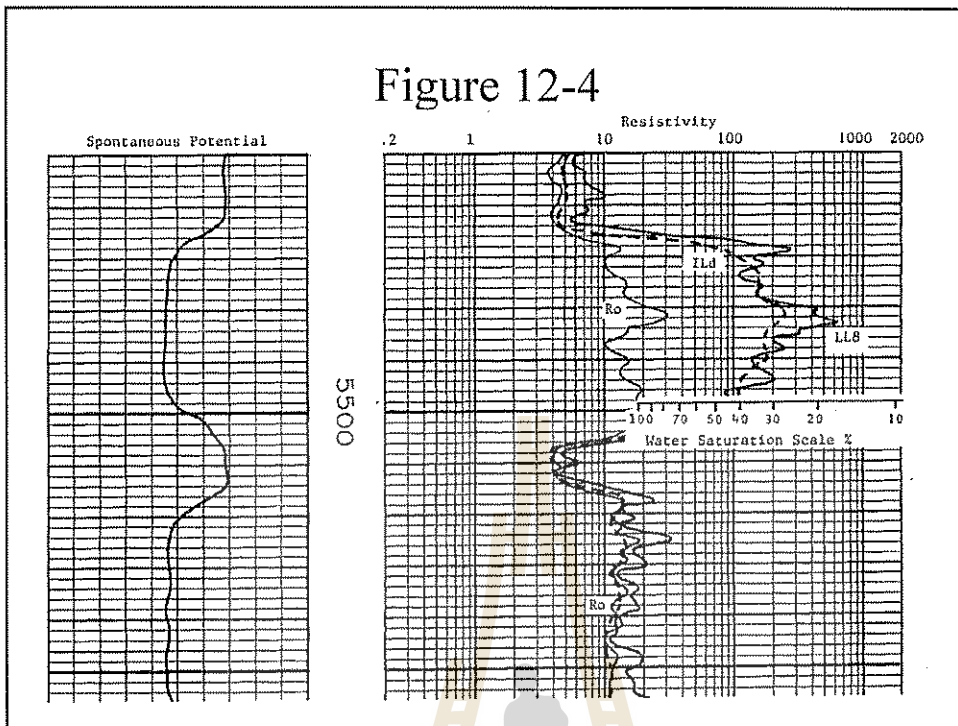 Figure 12-4
Spontaneous Potential
Resistivity
.2 1 10 100 1000 2000
ILd
Ro
LL8
5500
100 70 50 40 30 20 10
Water Saturation Scale %
Ro